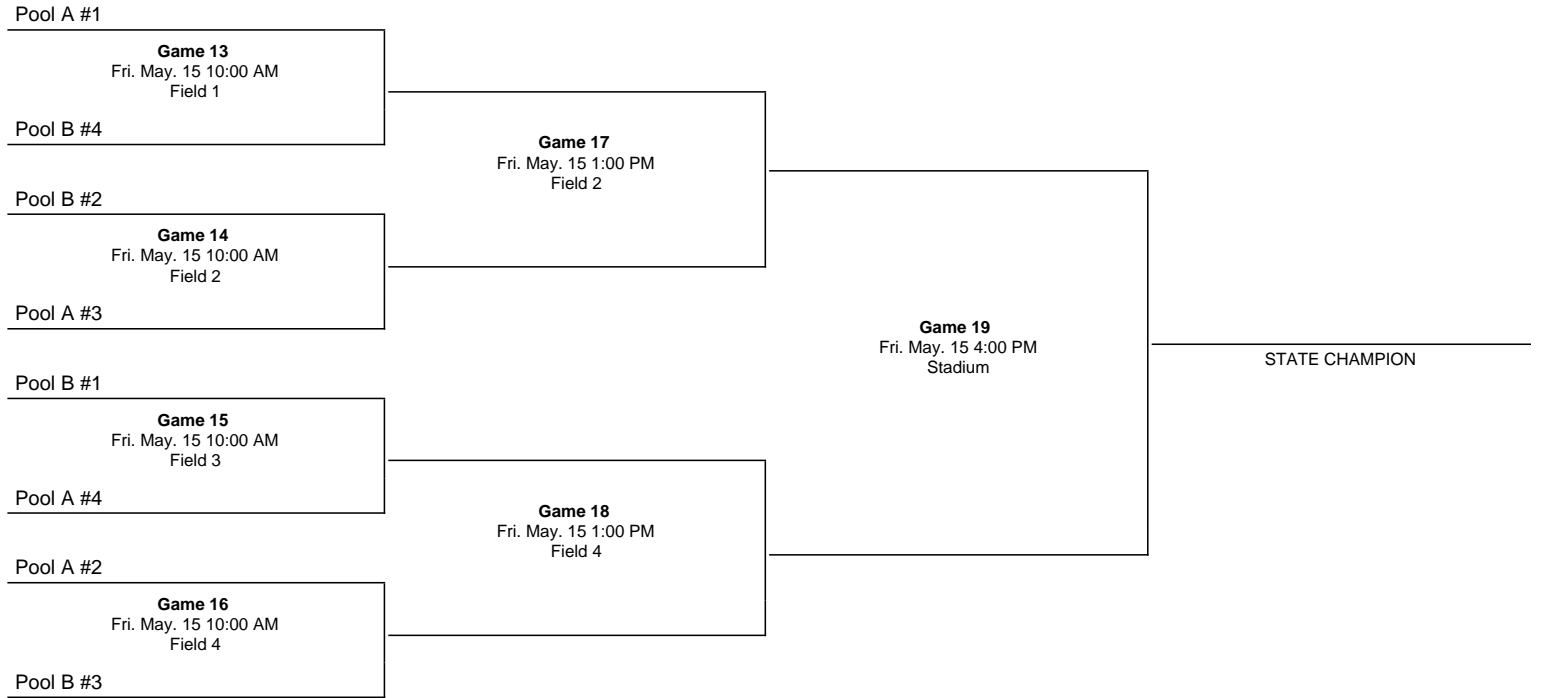 Pool A #1
Game 13
Fri. May. 15 10:00 AM
Field 1
Pool B #4
Pool B #2
Game 14
Fri. May. 15 10:00 AM
Field 2
Pool A #3
Pool B #1
Game 15
Fri. May. 15 10:00 AM
Field 3
Pool A #4
Pool A #2
Game 16
Fri. May. 15 10:00 AM
Field 4
Pool B #3
Game 17
Fri. May. 15 1:00 PM
Field 2
Game 18
Fri. May. 15 1:00 PM
Field 4
Game 19
Fri. May. 15 4:00 PM
Stadium
STATE CHAMPION